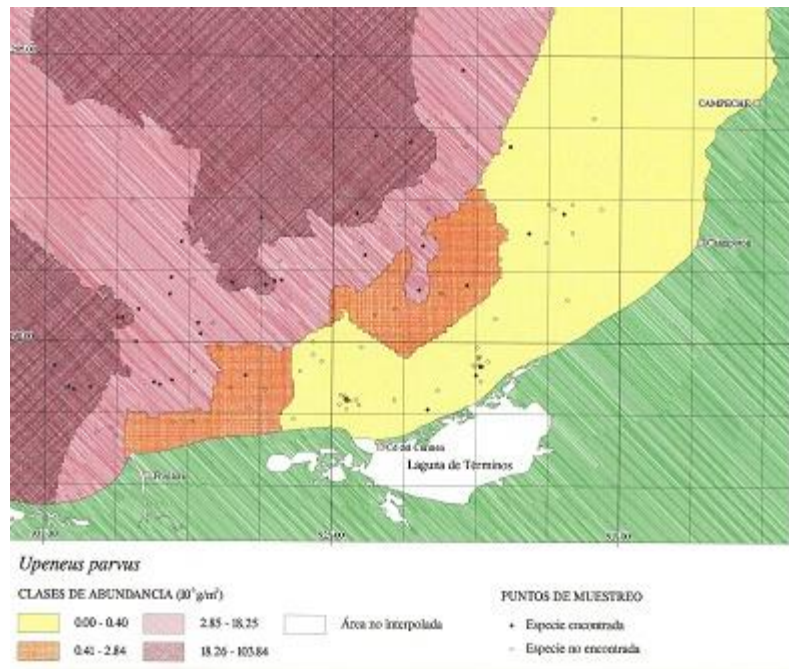 CAMPECHE
Champotón
Cd del Carmen
Laguna de Términos
Frontera
Upeneus parvus
CLASES DE ABUNDANCIA (10⁻³g/m²)
0.00 - 0.40
2.85 - 18.25
Área no interpolada
0.41 - 2.84
18.26 - 103.84
PUNTOS DE MUESTREO
Especie encontrada
Especie no encontrada